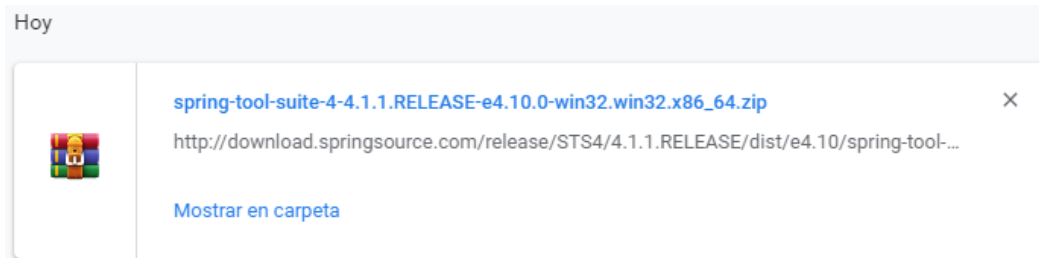 Hoy
spring-tool-suite-4-4.1.1.RELEASE-e4.10.0-win32.win32.x86_64.zip
http://download.springsource.com/release/STS4/4.1.1.RELEASE/dist/e4.10/spring-tool-...
Mostrar en carpeta